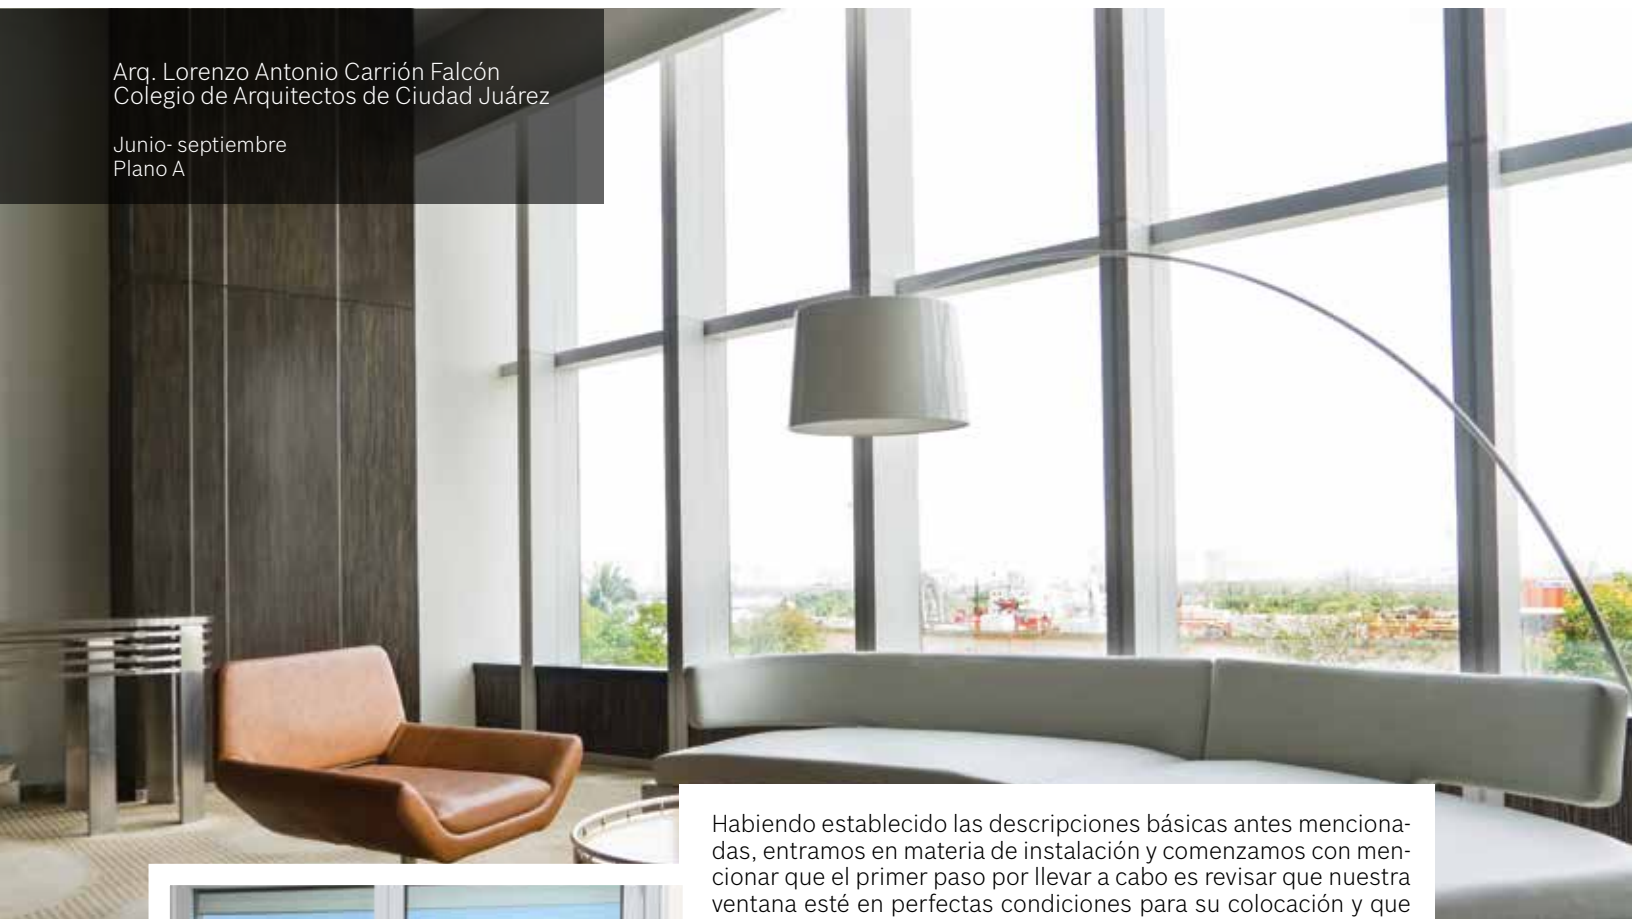 Arq. Lorenzo Antonio Carrión Falcón
Colegio de Arquitectos de Ciudad Juárez
Junio- septiembre
Plano A
Habiendo establecido las descripciones básicas antes menciona-
das, entramos en materia de instalación y comenzamos con men-
cionar que el primer paso por llevar a cabo es revisar que nuestra
ventana esté en perfectas condiciones para su colocación y que